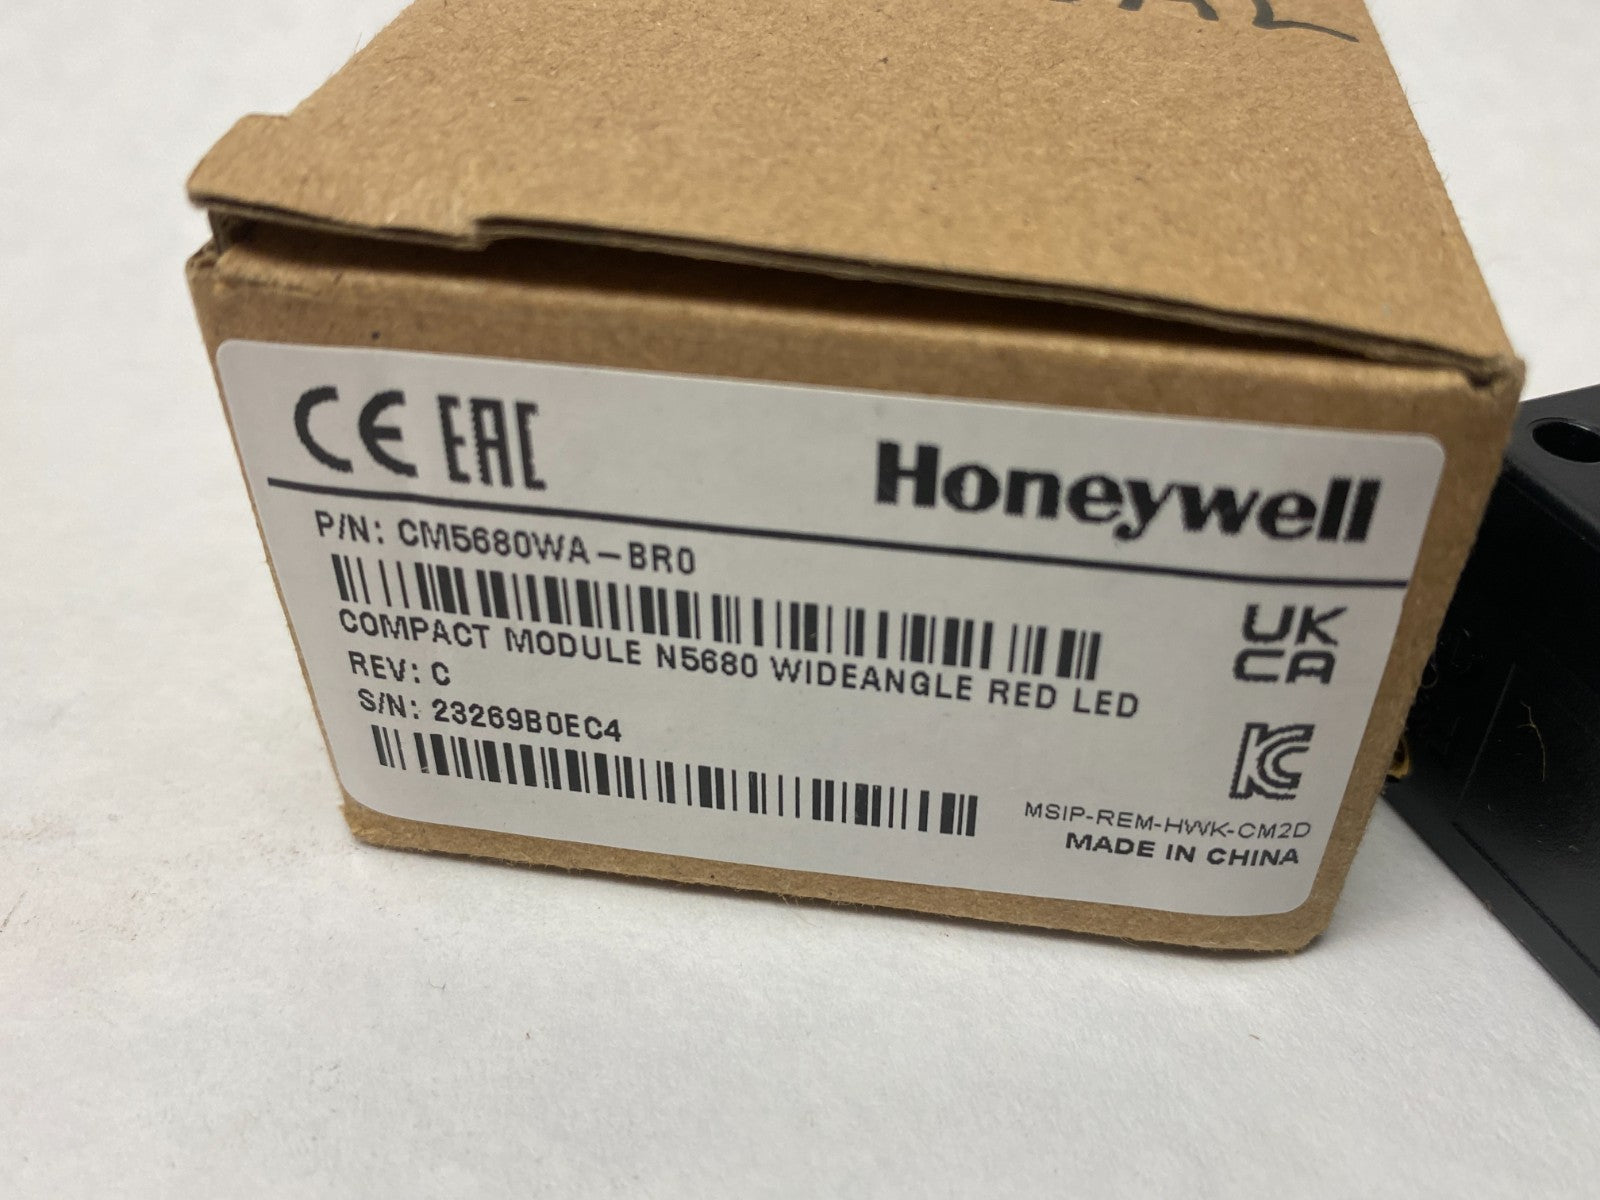 CE EAC
Honeywell
P/N: CM5680WA-BR0
COMPACT MODULE N5680 WIDEANGLE RED LED
REV: C
S/N: 23269B0EC4
UK
CA
KC
MSIP-REM-HWK-CM2D
MADE IN CHINA